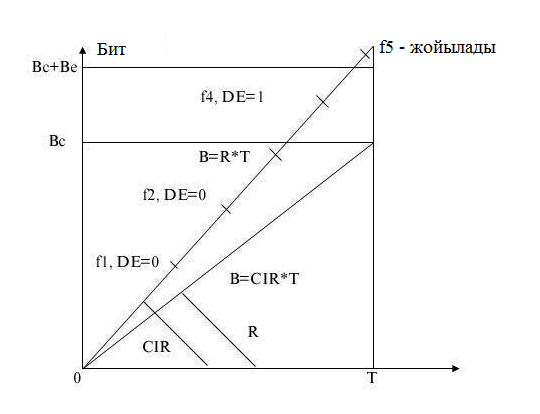 Бит
f5 - жойылады
Bc+Be
f4, DE=1
Bc
B=R*T
f2, DE=0
f1, DE=0
B=CIR*T
R
CIR
0
T